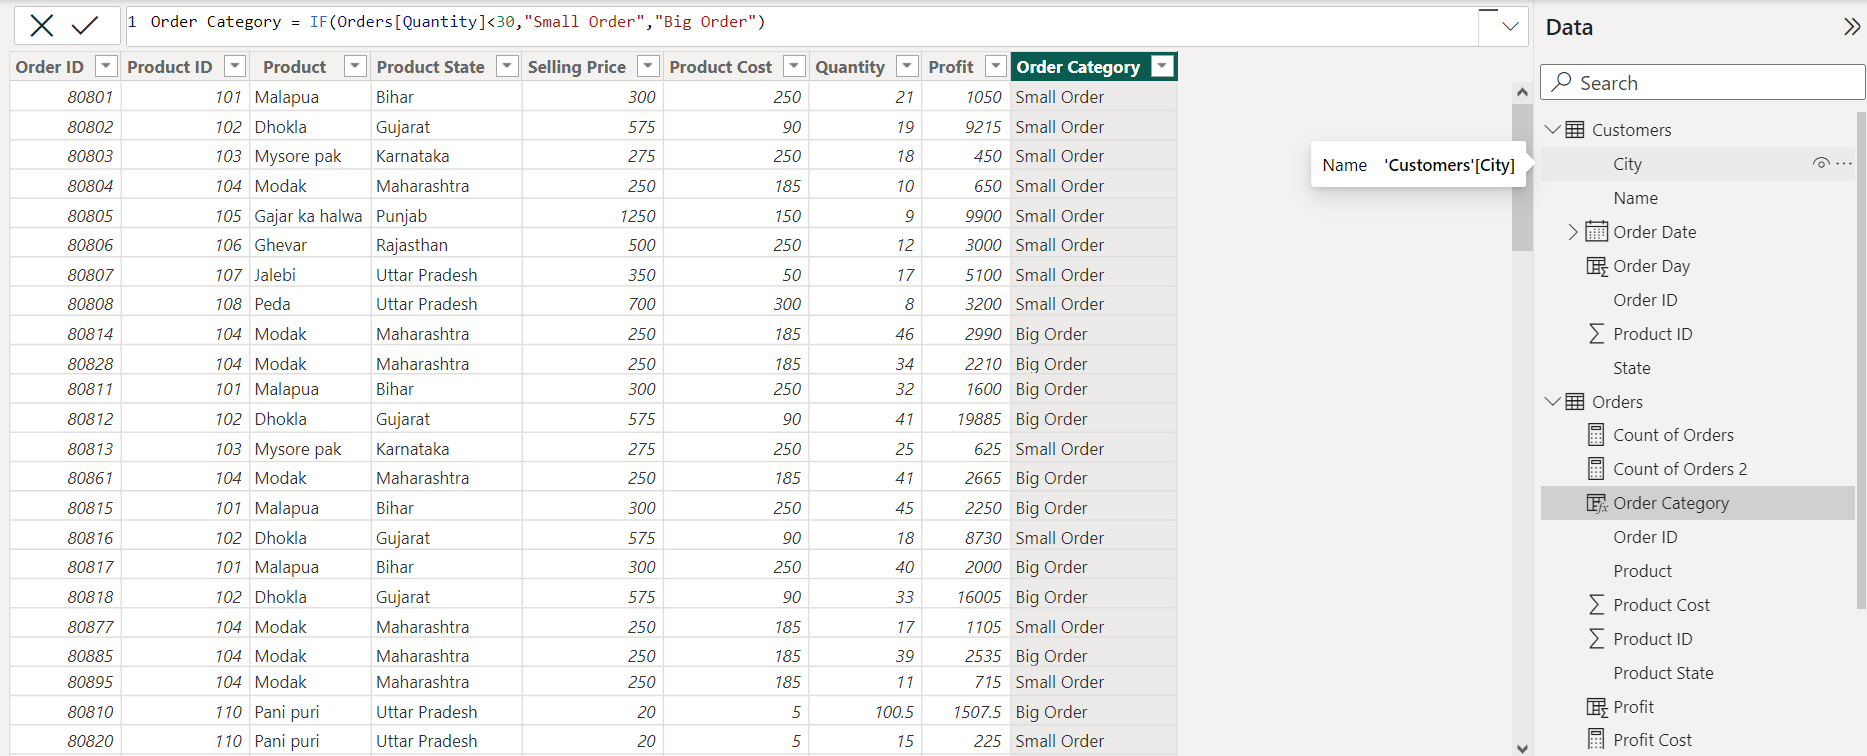 1 Order Category = IF(Orders[Quantity]<30,"Small Order","Big Order")
Order ID Product ID Product Product State Selling Price Product Cost Quantity Profit Order Category
80801 101 Malapua Bihar 300 250 21 1050 Small Order
80802 102 Dhokla Gujarat 575 90 19 9215 Small Order
80803 103 Mysore pak Karnataka 275 250 18 450 Small Order
80804 104 Modak Maharashtra 250 185 10 650 Small Order
80805 105 Gajar ka halwa Punjab 1250 150 9 9900 Small Order
80806 106 Ghevar Rajasthan 500 250 12 3000 Small Order
80807 107 Jalebi Uttar Pradesh 350 50 17 5100 Small Order
80808 108 Peda Uttar Pradesh 700 300 8 3200 Small Order
80814 104 Modak Maharashtra 250 185 46 2990 Big Order
80828 104 Modak Maharashtra 250 185 34 2210 Big Order
80811 101 Malapua Bihar 300 250 32 1600 Big Order
80812 102 Dhokla Gujarat 575 90 41 19885 Big Order
80813 103 Mysore pak Karnataka 275 250 25 625 Small Order
80861 104 Modak Maharashtra 250 185 41 2665 Big Order
80815 101 Malapua Bihar 300 250 45 2250 Big Order
80816 102 Dhokla Gujarat 575 90 18 8730 Small Order
80817 101 Malapua Bihar 300 250 40 2000 Big Order
80818 102 Dhokla Gujarat 575 90 33 16005 Big Order
80877 104 Modak Maharashtra 250 185 17 1105 Small Order
80885 104 Modak Maharashtra 250 185 39 2535 Big Order
80895 104 Modak Maharashtra 250 185 11 715 Small Order
80810 110 Pani puri Uttar Pradesh 20 5 100.5 1507.5 Big Order
80820 110 Pani puri Uttar Pradesh 20 5 15 225 Small Order
Name 'Customers'[City]
Data
Search
Customers
City
Name
Order Date
Order Day
Order ID
Product ID
State
Orders
Count of Orders
Count of Orders 2
Order Category
Order ID
Product
Product Cost
Product ID
Product State
Profit
Profit Cost